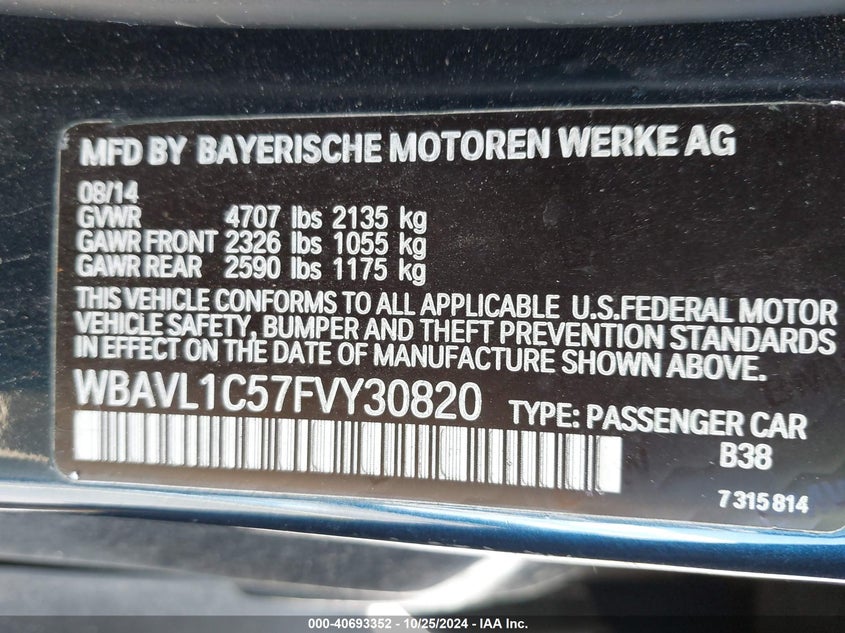 MFD BY BAYERISCHE MOTOREN WERKE AG
08/14
GVWR 4707 lbs 2135 kg
GAWR FRONT 2326 lbs 1055 kg
GAWR REAR 2590 lbs 1175 kg
THIS VEHICLE CONFORMS TO ALL APPLICABLE U.S.FEDERAL MOTOR
VEHICLE SAFETY, BUMPER AND THEFT PREVENTION STANDARDS
IN EFFECT ON THE DATE OF MANUFACTURE SHOWN ABOVE.
WBAVL1C57FVY30820 TYPE: PASSENGER CAR
B38
7 315 814
000-40693352 - 10/25/2024 - IAAI.com